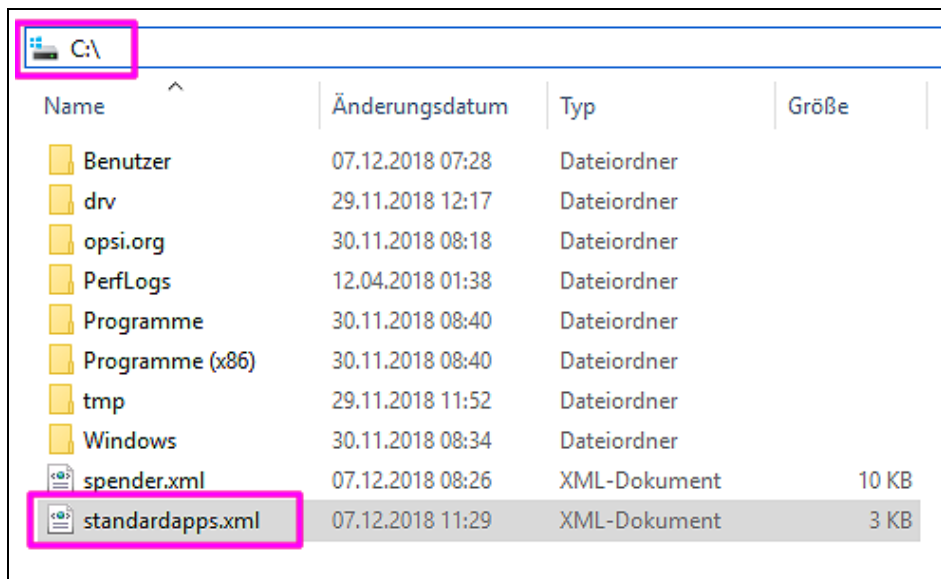 C:\
Name Änderungsdatum Typ Größe
Benutzer 07.12.2018 07:28 Dateiordner
drv 29.11.2018 12:17 Dateiordner
opsi.org 30.11.2018 08:18 Dateiordner
PerfLogs 12.04.2018 01:38 Dateiordner
Programme 30.11.2018 08:40 Dateiordner
Programme (x86) 30.11.2018 08:40 Dateiordner
tmp 29.11.2018 11:52 Dateiordner
Windows 30.11.2018 08:34 Dateiordner
spender.xml 07.12.2018 08:26 XML-Dokument 10 KB
standardapps.xml 07.12.2018 11:29 XML-Dokument 3 KB